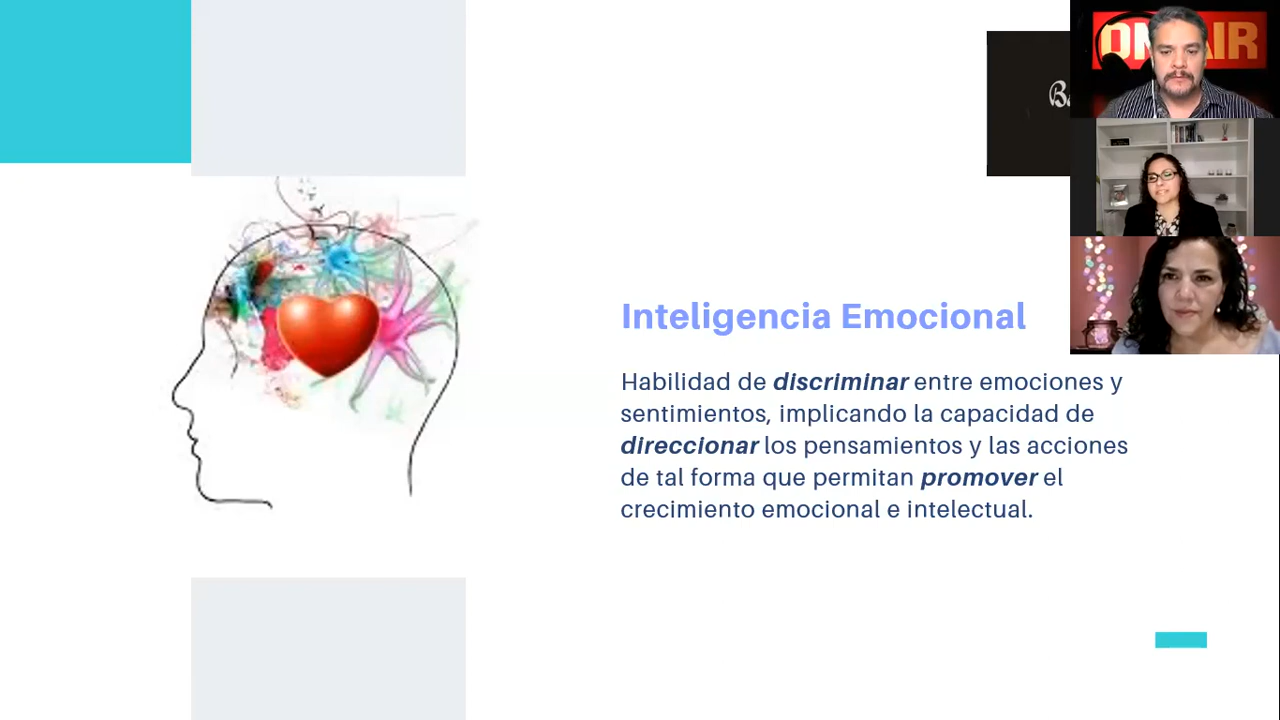 ON AIR
Inteligencia Emocional
Habilidad de discriminar entre emociones y
sentimientos, implicando la capacidad de
direccionar los pensamientos y las acciones
de tal forma que permitan promover el
crecimiento emocional e intelectual.